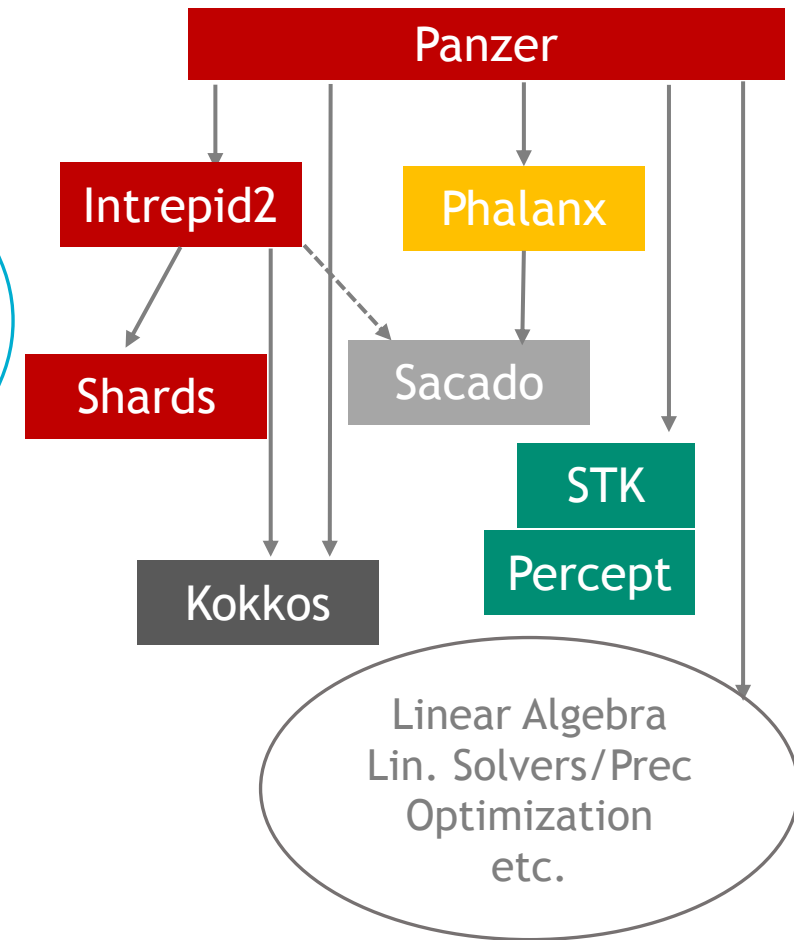 Panzer
Intrepid2
Phalanx
Shards
Sacado
STK
Percept
Kokkos
Linear Algebra
Lin. Solvers/Prec
Optimization
etc.